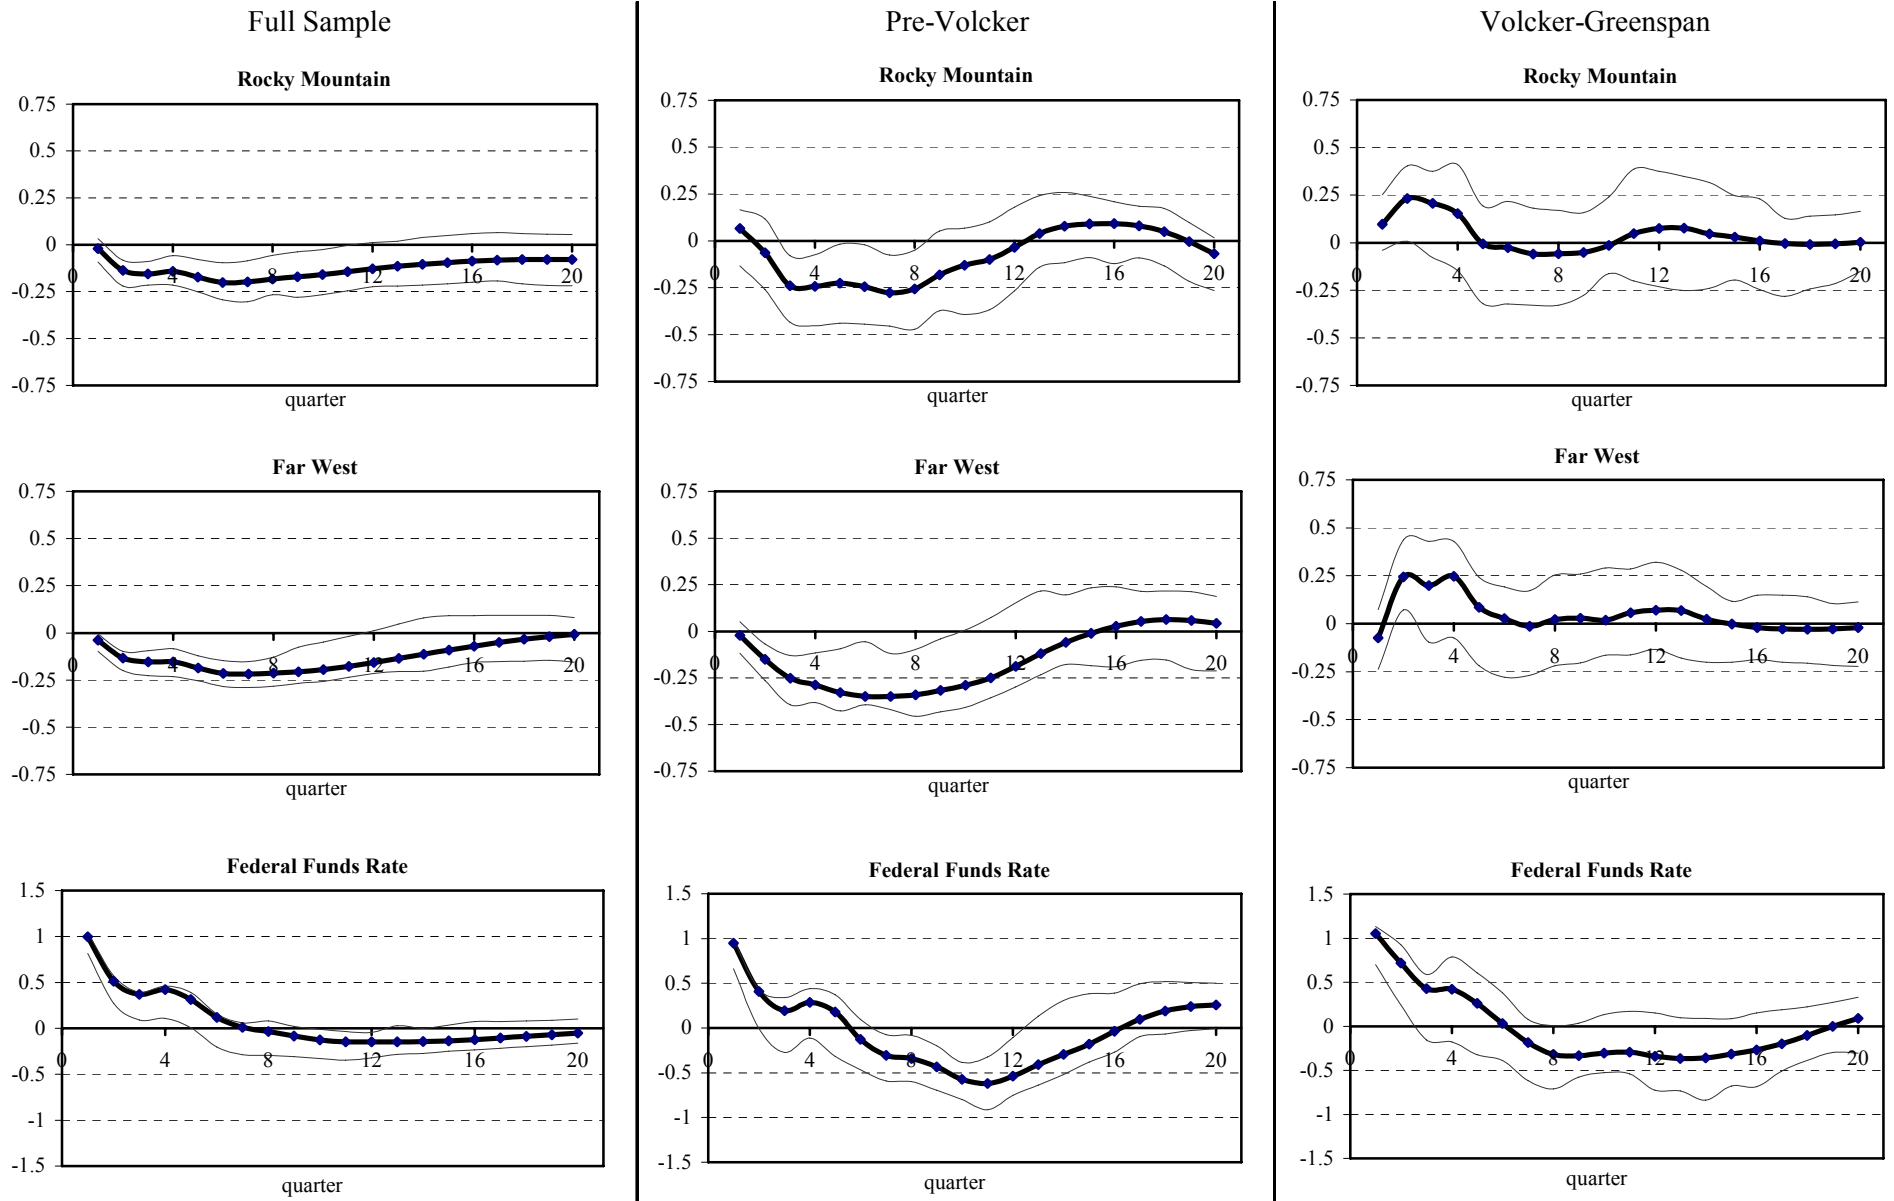 Full Sample Pre-Volcker Volcker-Greenspan
Rocky Mountain Rocky Mountain Rocky Mountain
0.75 0.75 0.75
0.5 0.5 0.5
0.25 0.25 0.25
0 0 0
0 4 8 12 16 20 0 4 8 12 16 20 0 4 8 12 16 20
-0.25 -0.25 -0.25
-0.5 -0.5 -0.5
-0.75 -0.75 -0.75
quarter quarter quarter
Far West Far West Far West
0.75 0.75 0.75
0.5 0.5 0.5
0.25 0.25 0.25
0 0 0
0 4 8 12 16 20 0 4 8 12 16 20 0 4 8 12 16 20
-0.25 -0.25 -0.25
-0.5 -0.5 -0.5
-0.75 -0.75 -0.75
quarter quarter quarter
Federal Funds Rate Federal Funds Rate Federal Funds Rate
1.5 1.5 1.5
1 1 1
0.5 0.5 0.5
0 0 0
0 4 8 12 16 20 0 4 8 12 16 20 0 4 8 12 16 20
-0.5 -0.5 -0.5
-1 -1 -1
-1.5 -1.5 -1.5
quarter quarter quarter